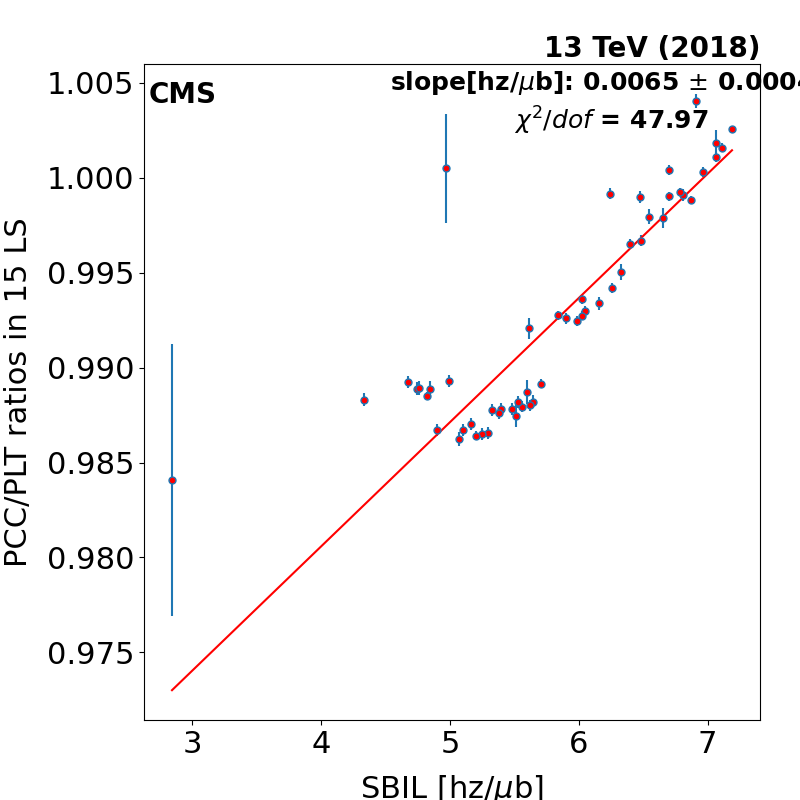 13 TeV (2018)
CMS
slope[hz/μb]: 0.0065 ± 0.000
χ²/dof = 47.97
1.005
1.000
0.995
0.990
0.985
0.980
0.975
PCC/PLT ratios in 15 LS
3 4 5 6 7
SBIL [hz/μb]